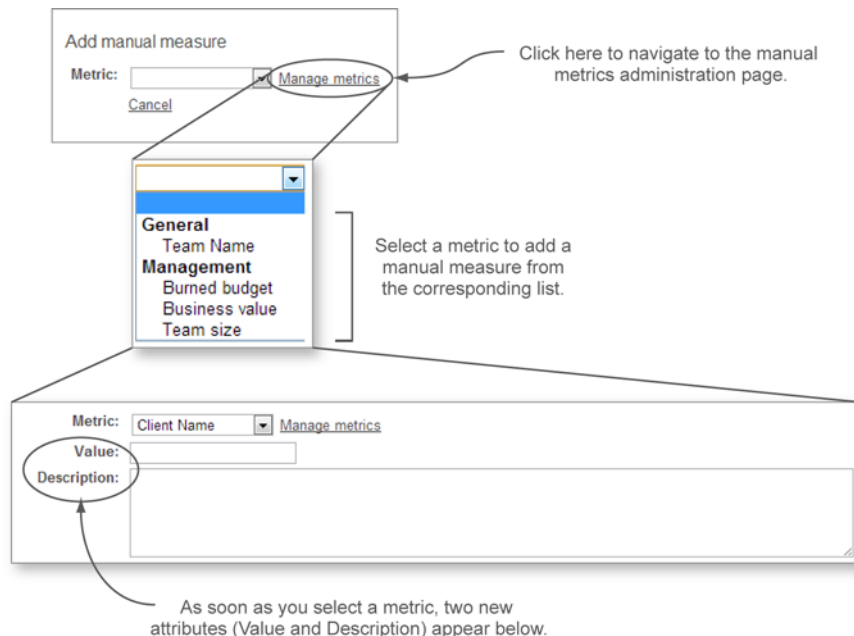 Add manual measure
Metric: Manage metrics
Cancel
Click here to navigate to the manual
metrics administration page.
General
Team Name
Management
Burned budget
Business value
Team size
Select a metric to add a
manual measure from
the corresponding list.
Metric: Client Name Manage metrics
Value:
Description:
As soon as you select a metric, two new
attributes (Value and Description) appear below.